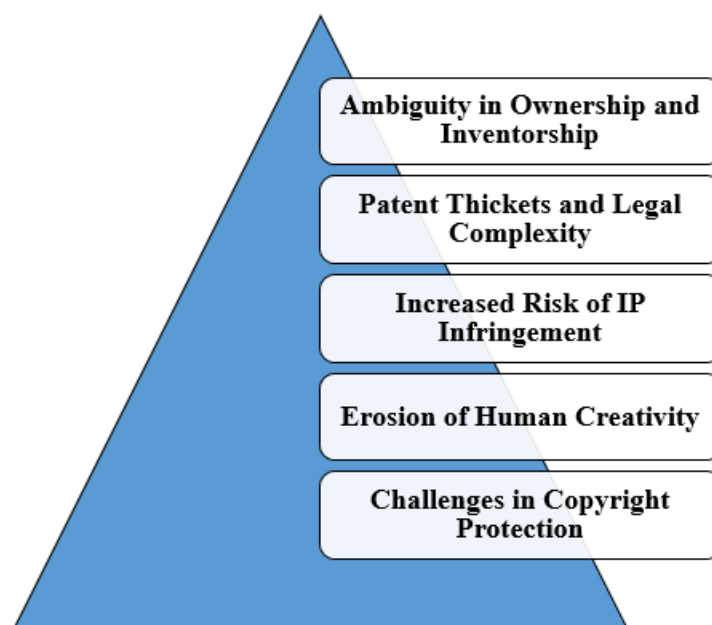 Ambiguity in Ownership and
Inventorship
Patent Thickets and Legal
Complexity
Increased Risk of IP
Infringement
Erosion of Human Creativity
Challenges in Copyright
Protection